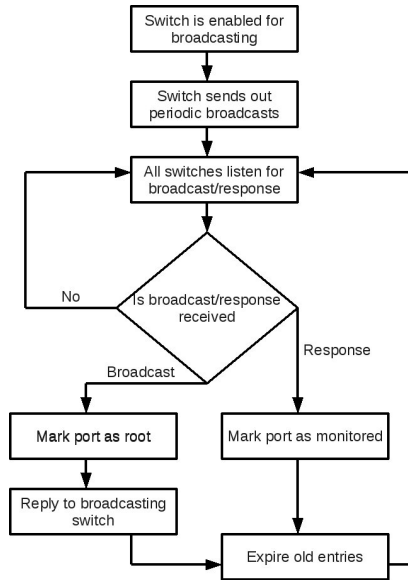 Switch is enabled for
broadcasting
Switch sends out
periodic broadcasts
All switches listen for
broadcast/response
Is broadcast/response
received
No
Response
Broadcast
Mark port as root
Mark port as monitored
Reply to broadcasting
switch
Expire old entries